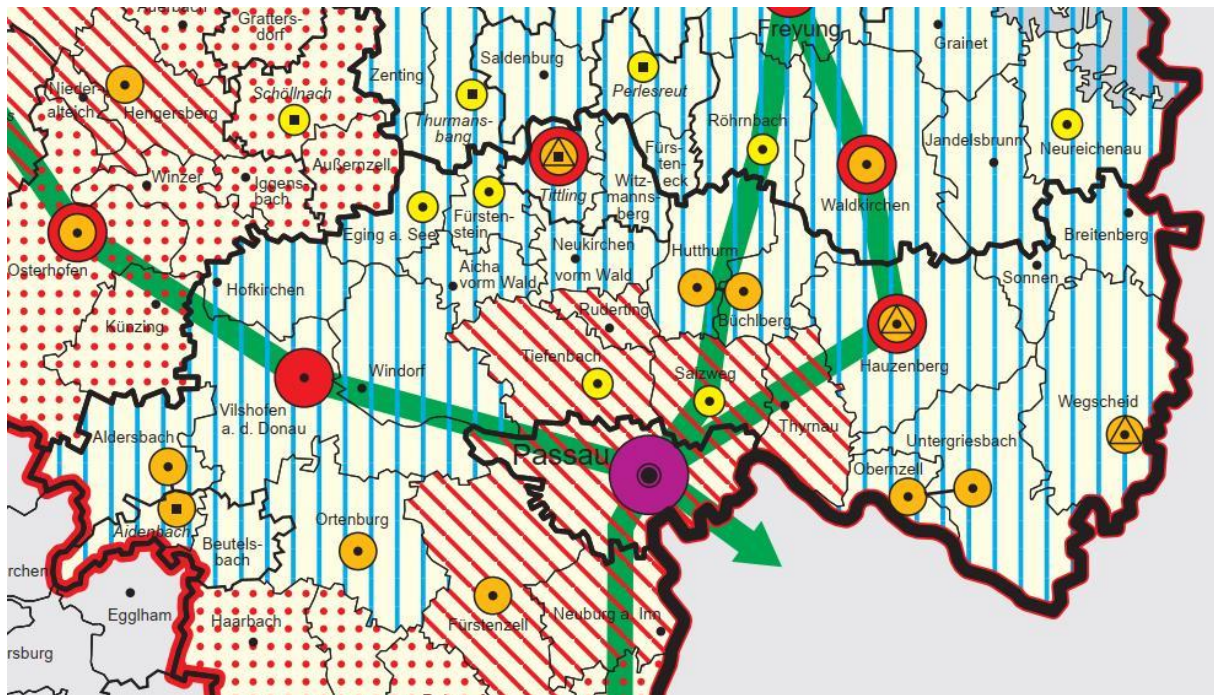 Gratters-
dorf
Freyung
Grainet
Zenting
Saldenburg
Nieder-
alteich
Hengersberg
Schöllnach
Thurmans-
bang
Perlesreut
Röhrnbach
Jandelsbrunn
Neureichenau
Außernzell
Fürs-
ten-
eck
Winzer
Iggens-
bach
Tittling
Witz-
manns-
berg
Waldkirchen
Osterhofen
Eging a. See
Fürsten-
stein
Neukirchen
vorm Wald
Hutthurm
Breitenberg
Aicha
vorm Wald
Sonnen
Hofkirchen
Künzing
Ruderting
Büchlberg
Tiefenbach
Salzweg
Hauzenberg
Windorf
Vilshofen
a. d. Donau
Thyrnau
Wegscheid
Aldersbach
Passau
Untergriesbach
Obernzell
Ortenburg
Aidenbach
Beutels-
bach
rchen
Egglham
Haarbach
Fürstenzell
Neuburg a. Inn
rsburg